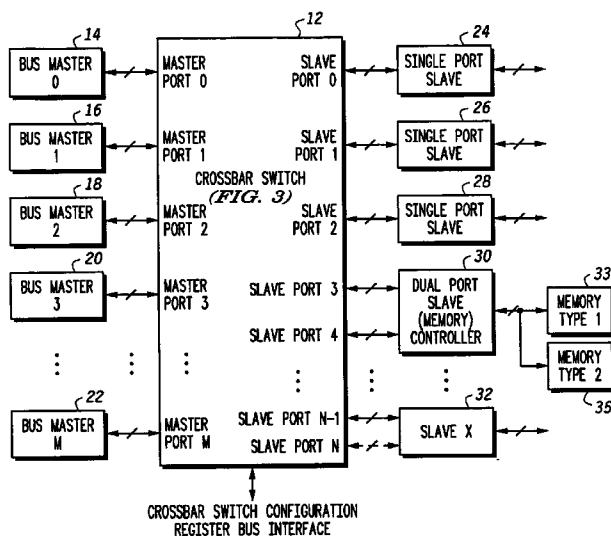 12
14
BUS MASTER
0
MASTER
PORT 0
SLAVE
PORT 0
24
SINGLE PORT
SLAVE
16
BUS MASTER
1
MASTER
PORT 1
SLAVE
PORT 1
26
SINGLE PORT
SLAVE
CROSSBAR SWITCH
(FIG. 3)
18
BUS MASTER
2
MASTER
PORT 2
SLAVE
PORT 2
28
SINGLE PORT
SLAVE
20
BUS MASTER
3
MASTER
PORT 3
SLAVE PORT 3
SLAVE PORT 4
30
DUAL PORT
SLAVE
(MEMORY)
CONTROLLER
33
MEMORY
TYPE 1
MEMORY
TYPE 2
35
22
BUS MASTER
M
MASTER
PORT M
SLAVE PORT N-1
SLAVE PORT N
32
SLAVE X
CROSSBAR SWITCH CONFIGURATION
REGISTER BUS INTERFACE